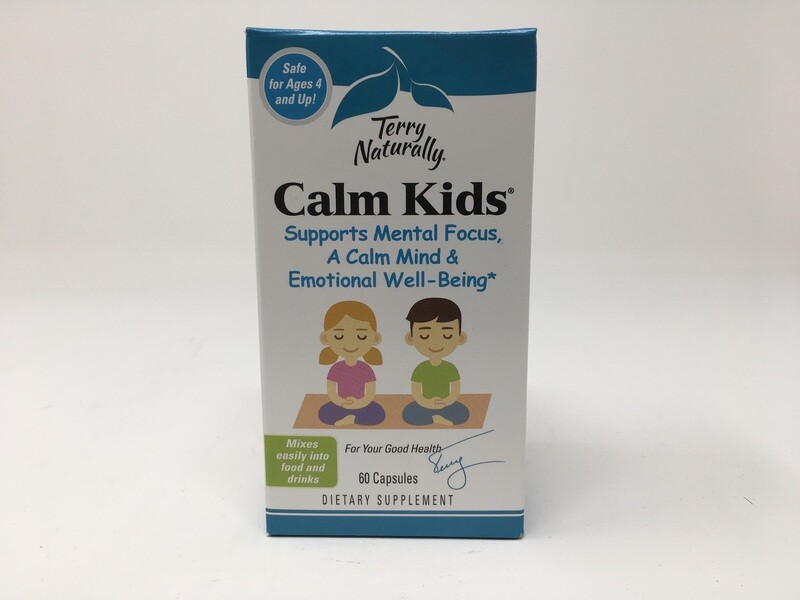 Safe
for Ages 4
and Up!
Terry
Naturally®
Calm Kids®
Supports Mental Focus,
A Calm Mind &
Emotional Well-Being*
Mixes
easily into
food and
drinks
For Your Good Health,
Terry
60 Capsules
DIETARY SUPPLEMENT